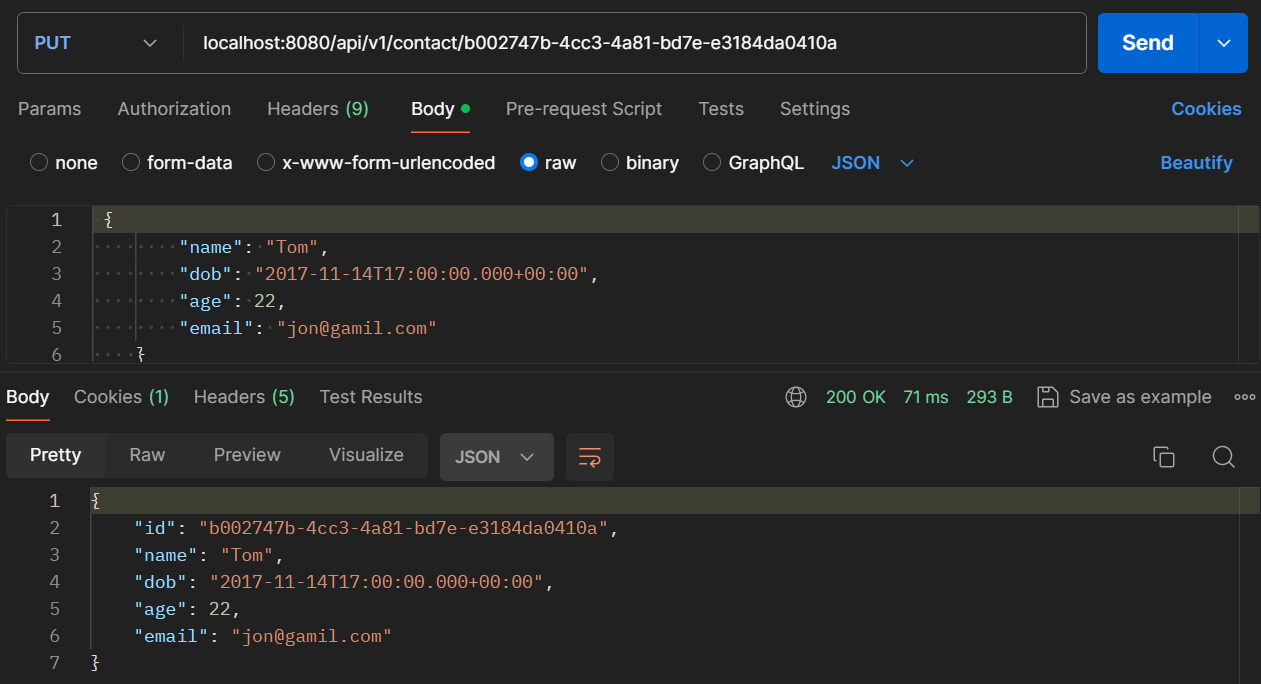 PUT localhost:8080/api/v1/contact/b002747b-4cc3-4a81-bd7e-e3184da0410a Send
Params Authorization Headers (9) Body Pre-request Script Tests Settings Cookies
none form-data x-www-form-urlencoded raw binary GraphQL JSON Beautify
1 {
2 "name": "Tom",
3 "dob": "2017-11-14T17:00:00.000+00:00",
4 "age": 22,
5 "email": "jon@gamil.com"
6 }
Body Cookies (1) Headers (5) Test Results 200 OK 71 ms 293 B Save as example
Pretty Raw Preview Visualize JSON
1 {
2 "id": "b002747b-4cc3-4a81-bd7e-e3184da0410a",
3 "name": "Tom",
4 "dob": "2017-11-14T17:00:00.000+00:00",
5 "age": 22,
6 "email": "jon@gamil.com"
7 }